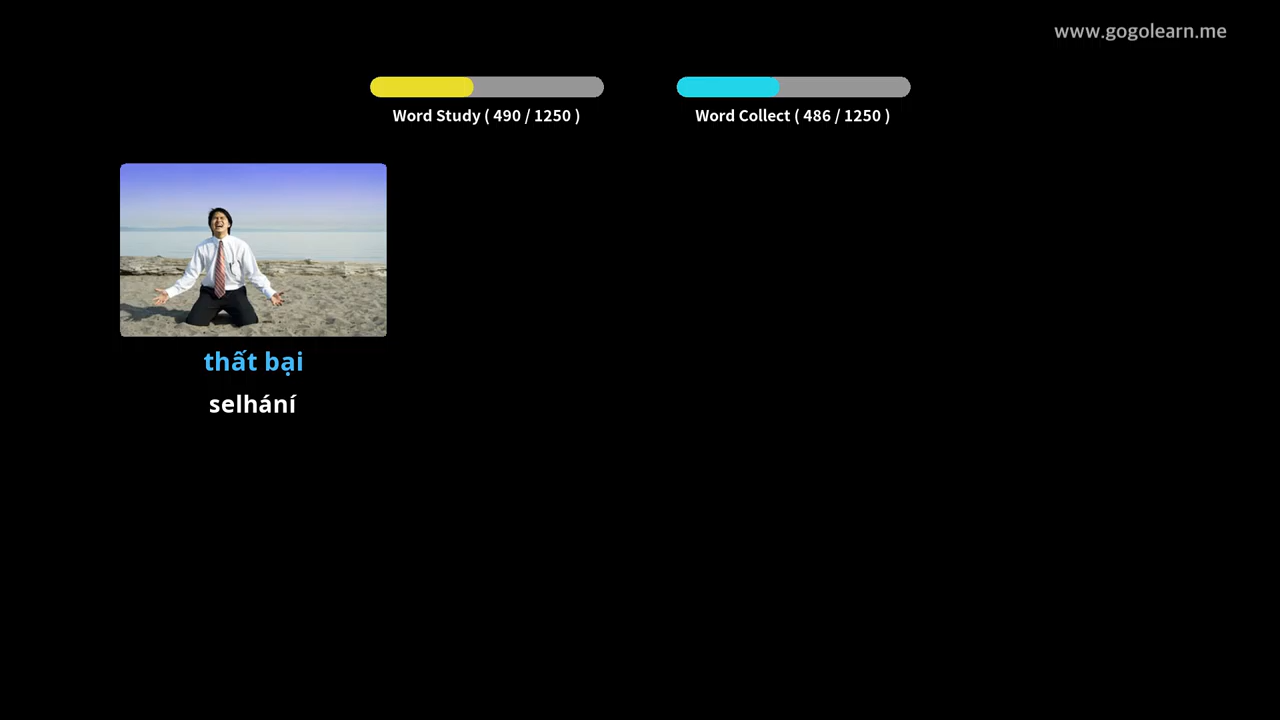 www.gogolearn.me
Word Study ( 490 / 1250 )
Word Collect ( 486 / 1250 )
thất bại
selhání